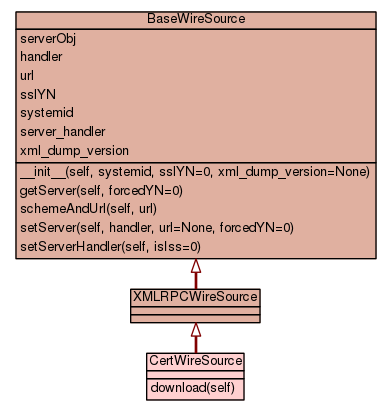 BaseWireSource
serverObj
handler
url
sslYN
systemid
server_handler
xml_dump_version
__init__(self, systemid, sslYN=0, xml_dump_version=None)
getServer(self, forcedYN=0)
schemeAndUrl(self, url)
setServer(self, handler, url=None, forcedYN=0)
setServerHandler(self, isIss=0)
XMLRPCWireSource
CertWireSource
download(self)